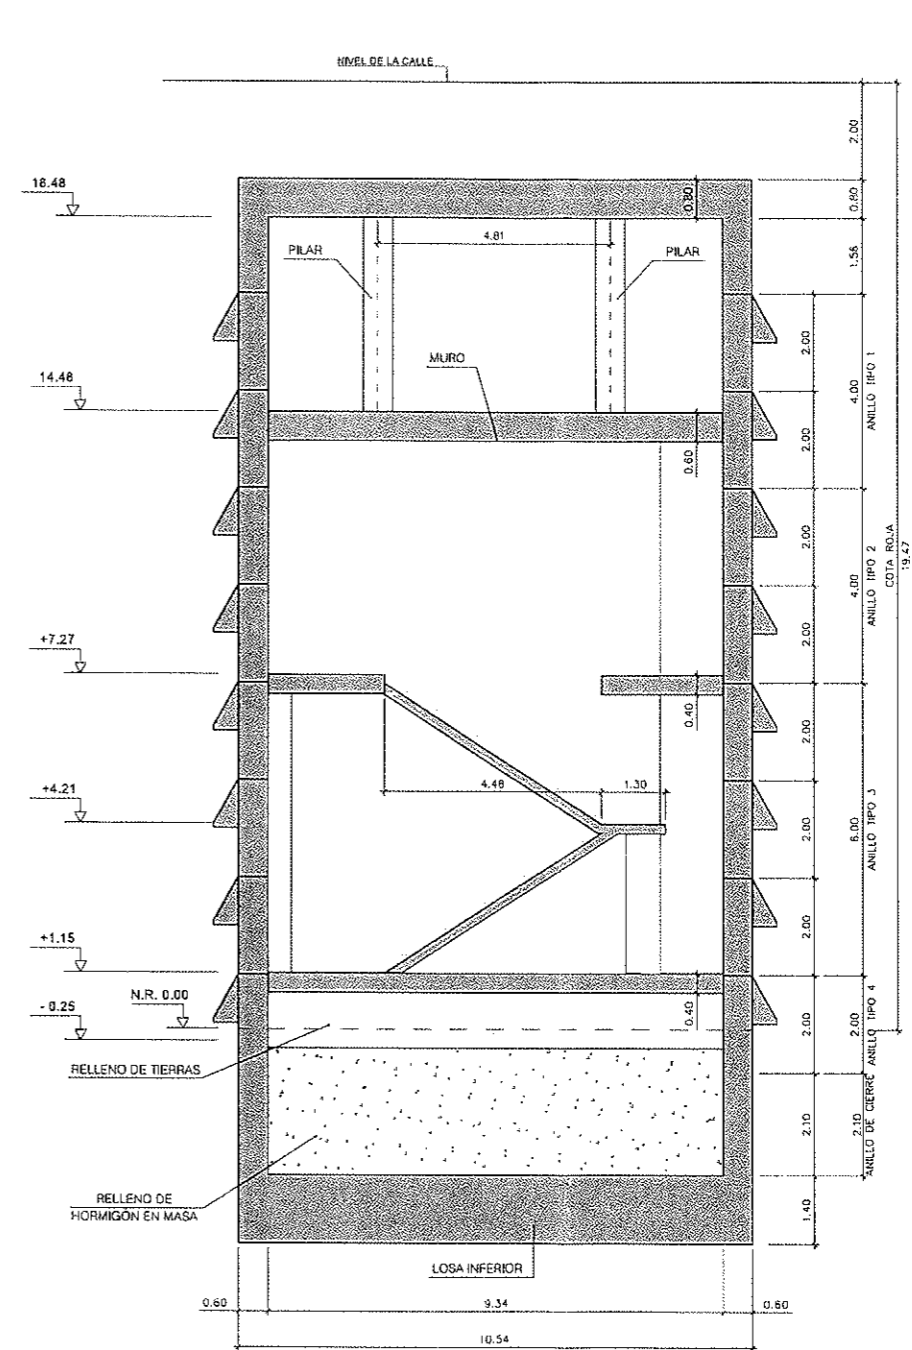 NIVEL DE LA CALLE
2.00
18.48
0.80
0.80
4.81
PILAR
PILAR
1.56
MURO
14.48
2.00
4.00
ANILLO TIPO 1
2.00
0.60
2.00
4.00
ANILLO TIPO 2
COTA ROJA
19.47
2.00
+7.27
0.40
2.00
4.48
1.30
+4.21
2.00
6.00
ANILLO TIPO 3
2.00
+1.15
N.R. 0.00
- 0.25
0.40
2.00
2.00
ANILLO TIPO 4
RELLENO DE TIERRAS
2.10
2.10
ANILLO DE CIERRE
RELLENO DE
HORMIGÓN EN MASA
1.40
LOSA INFERIOR
0.60
9.34
0.60
10.54